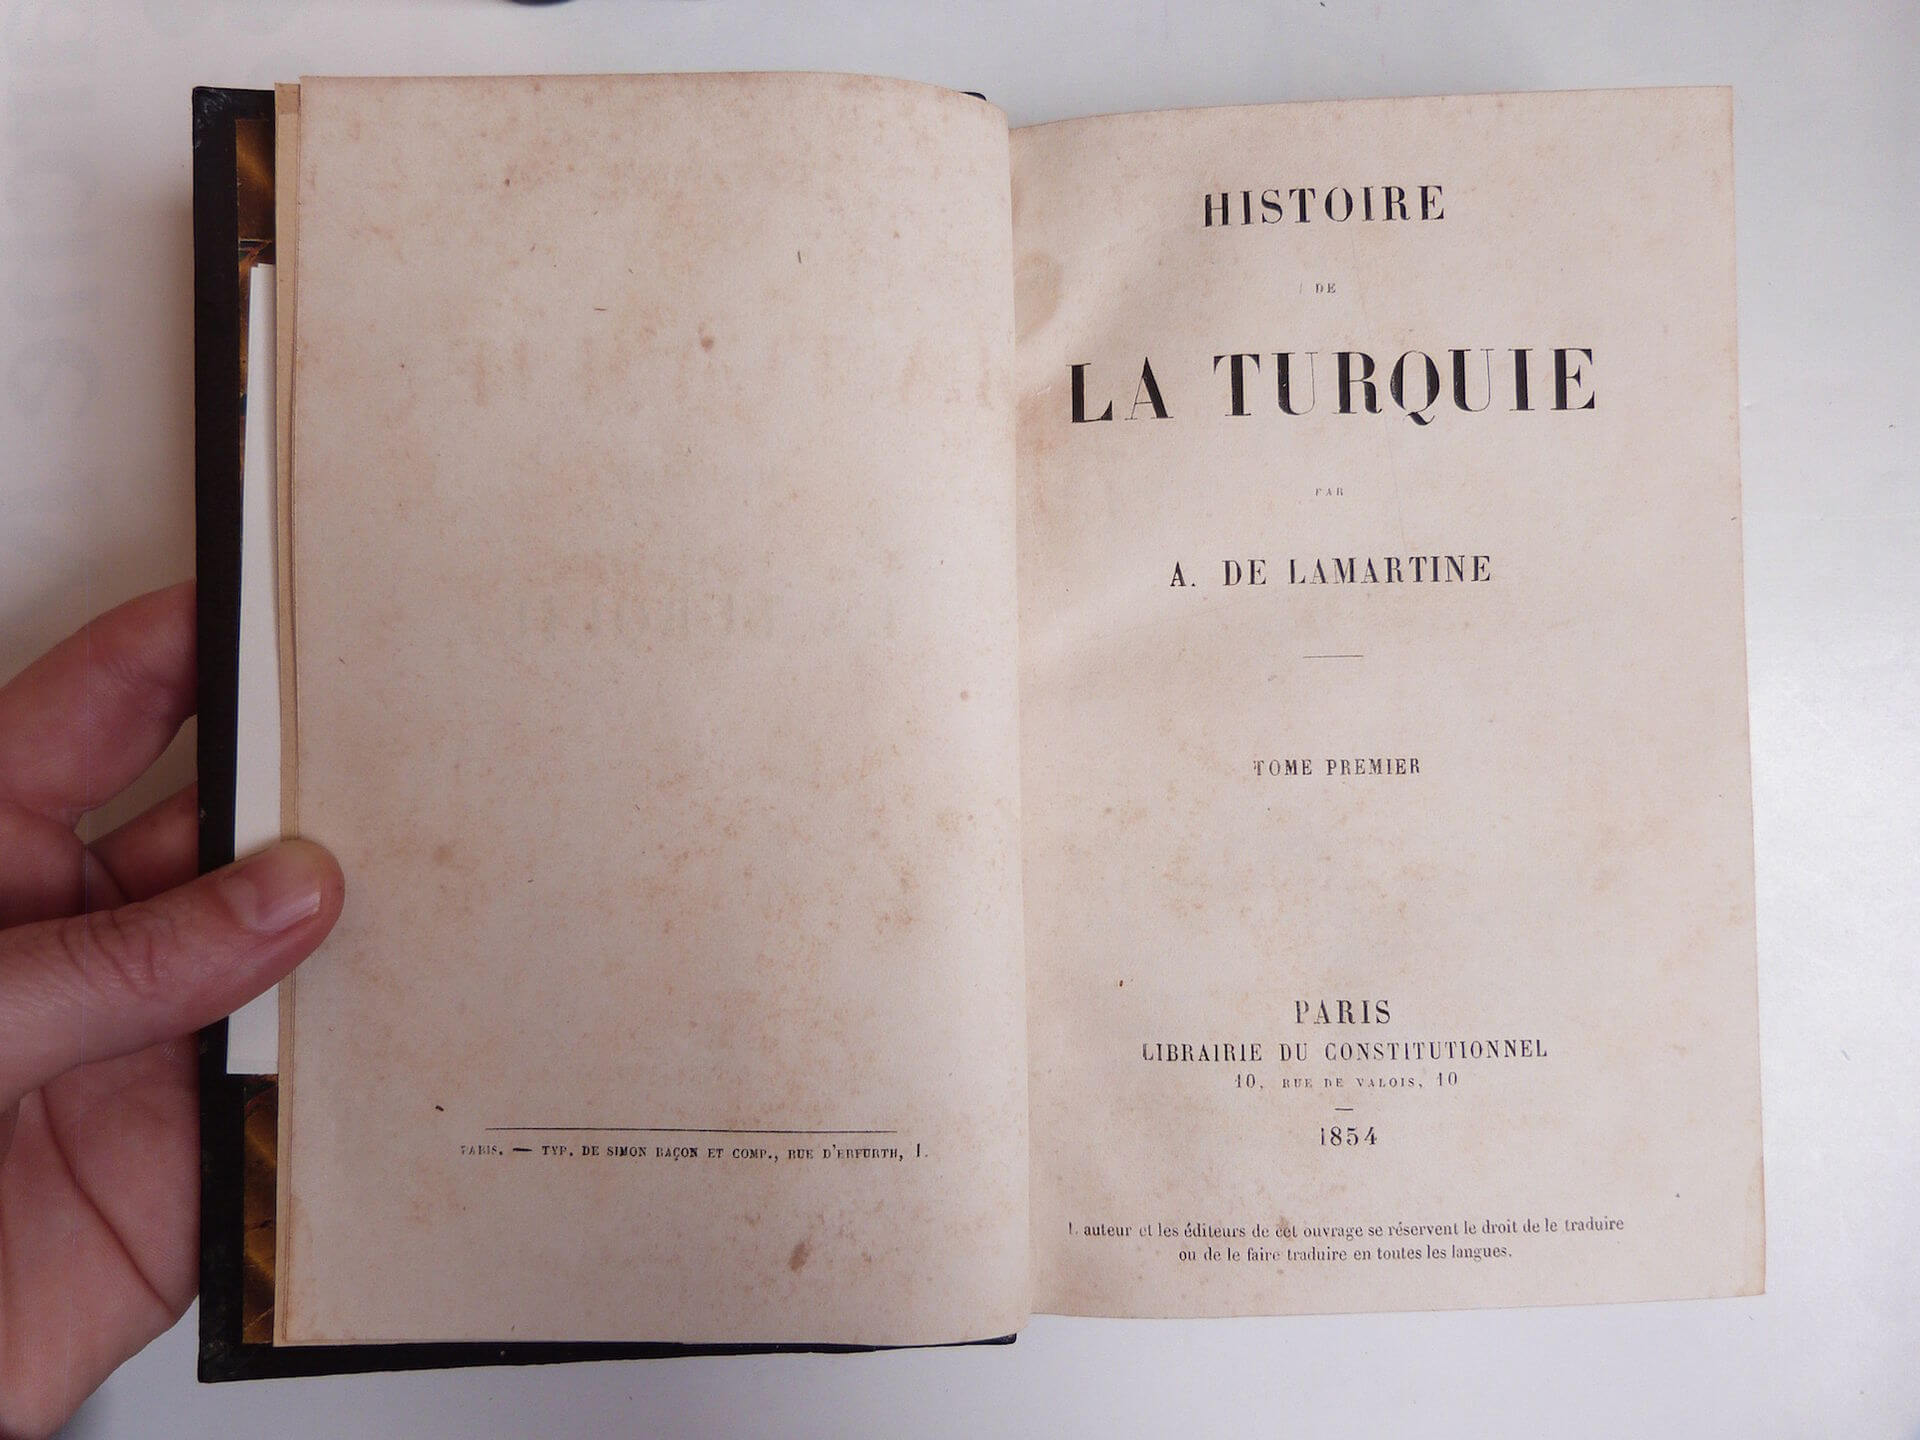 PARIS. — TYP. DE SIMON RAÇON ET COMP., RUE D'ERFURTH, 1.
HISTOIRE
DE
LA TURQUIE
PAR
A. DE LAMARTINE
TOME PREMIER
PARIS
LIBRAIRIE DU CONSTITUTIONNEL
10, RUE DE VALOIS, 10
1854
L'auteur et les éditeurs de cet ouvrage se réservent le droit de le traduire
ou de le faire traduire en toutes les langues.